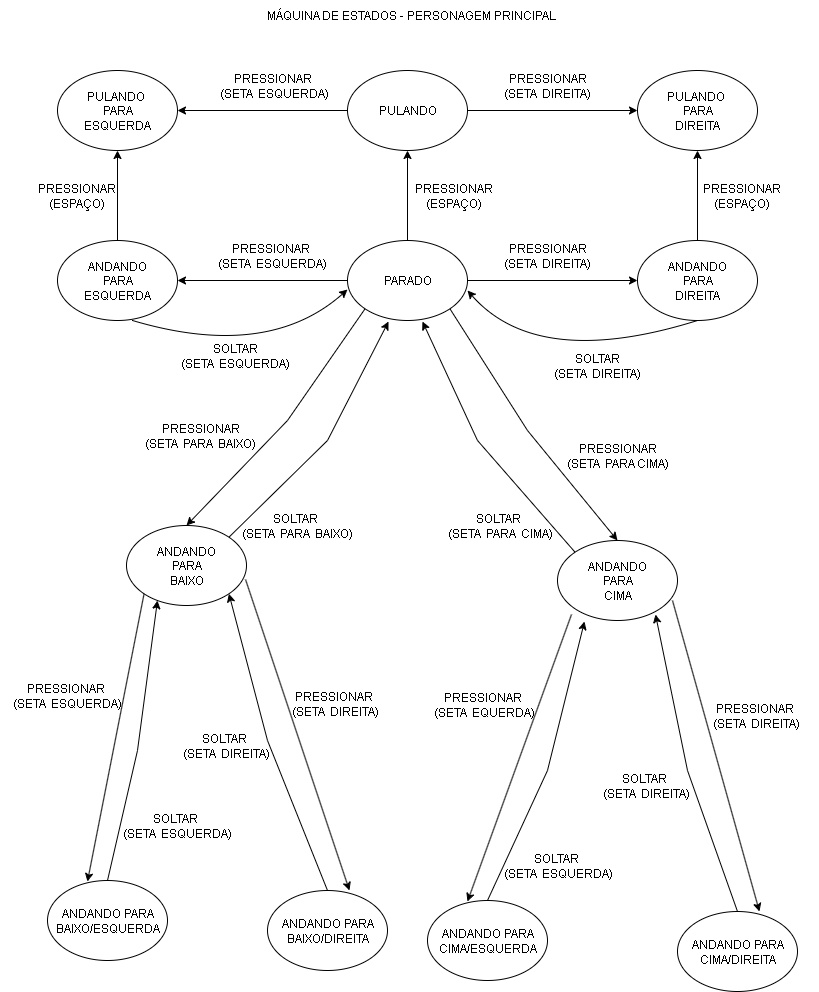 MÁQUINA DE ESTADOS - PERSONAGEM PRINCIPAL
PULANDO
PARA
ESQUERDA
PRESSIONAR
(SETA ESQUERDA)
PULANDO
PRESSIONAR
(SETA DIREITA)
PULANDO
PARA
DIREITA
PRESSIONAR
(ESPAÇO)
PRESSIONAR
(ESPAÇO)
PRESSIONAR
(ESPAÇO)
ANDANDO
PARA
ESQUERDA
PRESSIONAR
(SETA ESQUERDA)
PARADO
PRESSIONAR
(SETA DIREITA)
ANDANDO
PARA
DIREITA
SOLTAR
(SETA ESQUERDA)
SOLTAR
(SETA DIREITA)
PRESSIONAR
(SETA PARA BAIXO)
PRESSIONAR
(SETA PARA CIMA)
SOLTAR
(SETA PARA BAIXO)
SOLTAR
(SETA PARA CIMA)
ANDANDO
PARA
BAIXO
ANDANDO
PARA
CIMA
PRESSIONAR
(SETA ESQUERDA)
PRESSIONAR
(SETA DIREITA)
PRESSIONAR
(SETA EQUERDA)
PRESSIONAR
(SETA DIREITA)
SOLTAR
(SETA DIREITA)
SOLTAR
(SETA DIREITA)
SOLTAR
(SETA ESQUERDA)
SOLTAR
(SETA ESQUERDA)
ANDANDO PARA
BAIXO/ESQUERDA
ANDANDO PARA
BAIXO/DIREITA
ANDANDO PARA
CIMA/ESQUERDA
ANDANDO PARA
CIMA/DIREITA